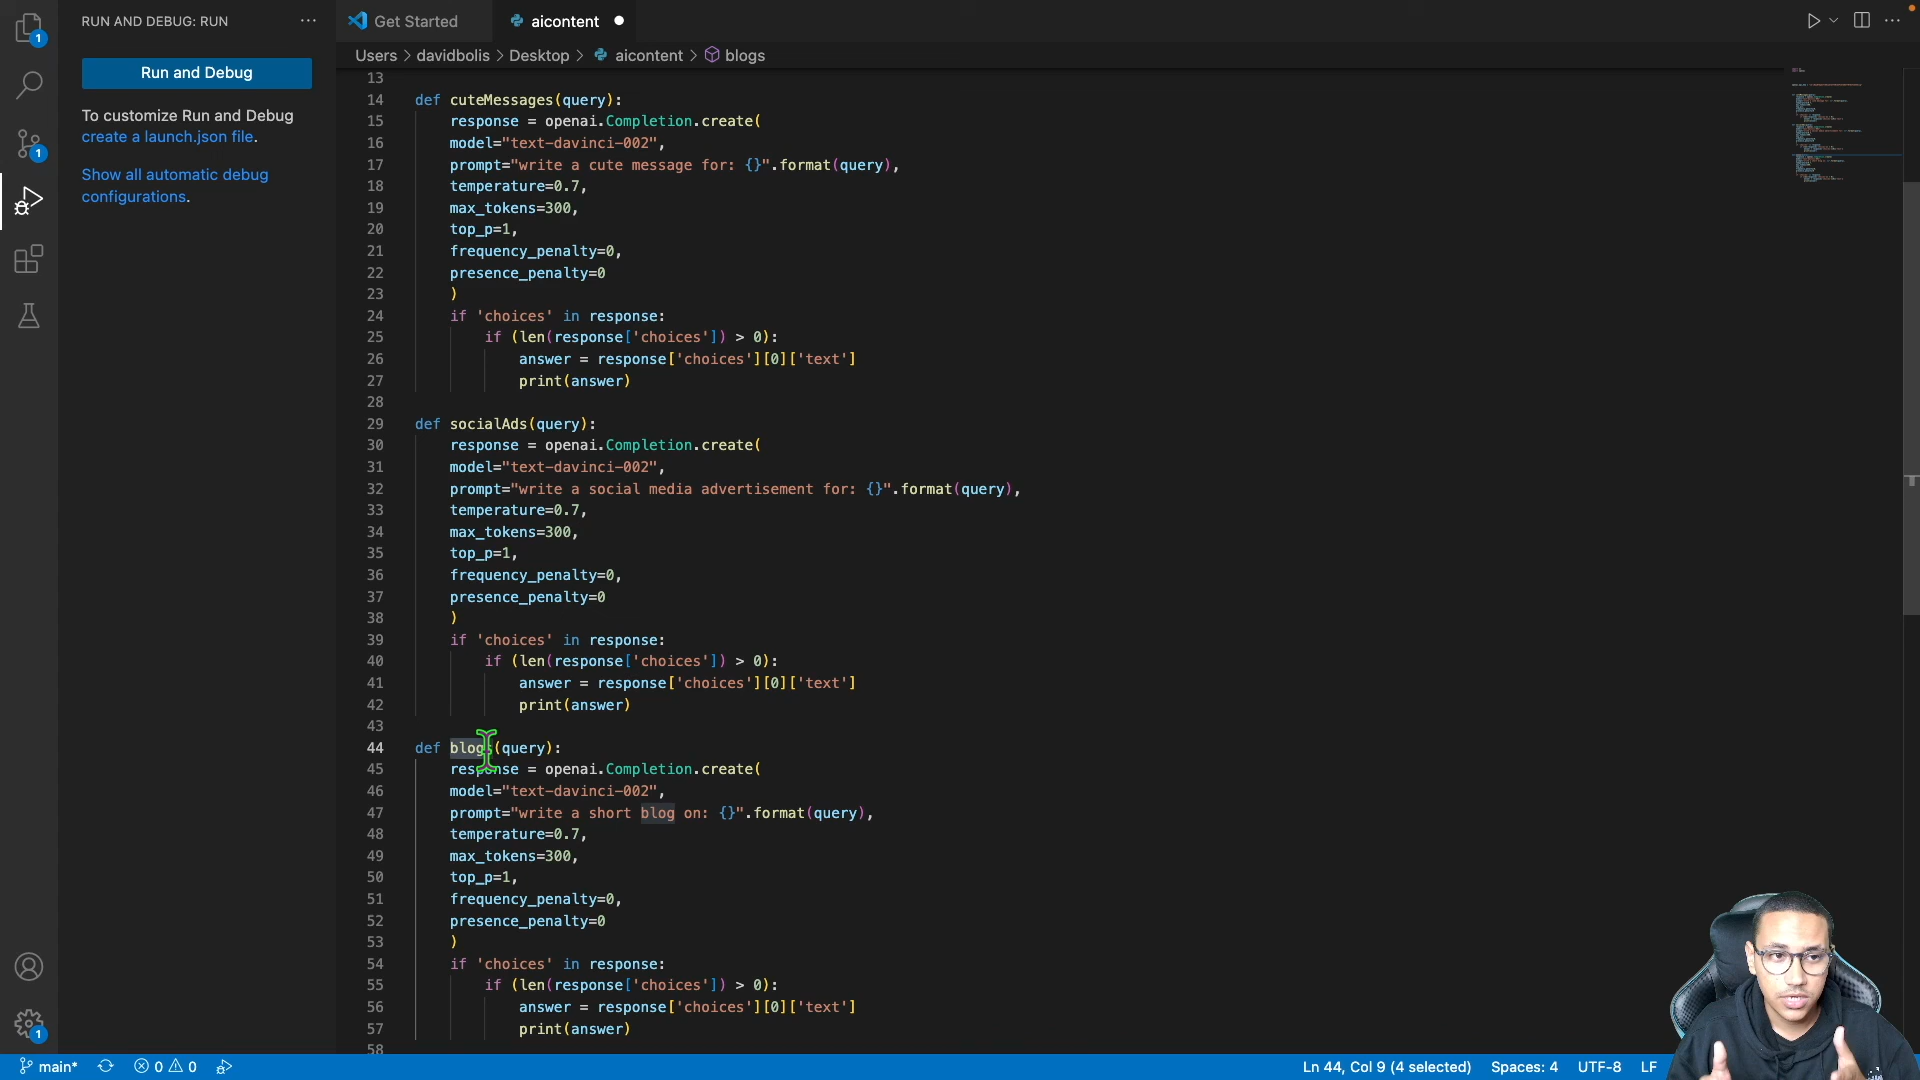 RUN AND DEBUG: RUN
Get Started
aicontent
Users > davidbolis > Desktop > aicontent > blogs
Run and Debug
To customize Run and Debug
create a launch.json file.
Show all automatic debug
configurations.
1
1
1
13
14 def cuteMessages(query):
15 response = openai.Completion.create(
16 model="text-davinci-002",
17 prompt="write a cute message for: {}".format(query),
18 temperature=0.7,
19 max_tokens=300,
20 top_p=1,
21 frequency_penalty=0,
22 presence_penalty=0
23 )
24 if 'choices' in response:
25 if (len(response['choices']) > 0):
26 answer = response['choices'][0]['text']
27 print(answer)
28
29 def socialAds(query):
30 response = openai.Completion.create(
31 model="text-davinci-002",
32 prompt="write a social media advertisement for: {}".format(query),
33 temperature=0.7,
34 max_tokens=300,
35 top_p=1,
36 frequency_penalty=0,
37 presence_penalty=0
38 )
39 if 'choices' in response:
40 if (len(response['choices']) > 0):
41 answer = response['choices'][0]['text']
42 print(answer)
43
44 def blogs(query):
45 response = openai.Completion.create(
46 model="text-davinci-002",
47 prompt="write a short blog on: {}".format(query),
48 temperature=0.7,
49 max_tokens=300,
50 top_p=1,
51 frequency_penalty=0,
52 presence_penalty=0
53 )
54 if 'choices' in response:
55 if (len(response['choices']) > 0):
56 answer = response['choices'][0]['text']
57 print(answer)
58
main* 0 0 Ln 44, Col 9 (4 selected) Spaces: 4 UTF-8 LF